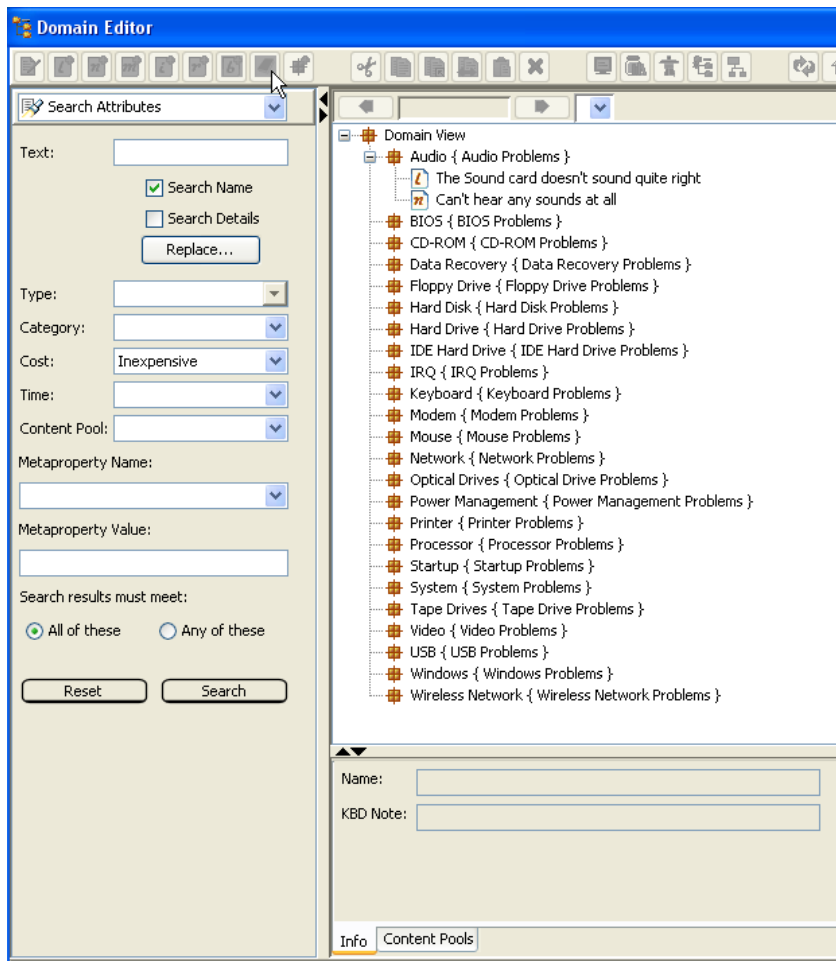 Domain Editor
Search Attributes
Text:
Search Name
Search Details
Replace...
Type:
Category:
Cost: Inexpensive
Time:
Content Pool:
Metaproperty Name:
Metaproperty Value:
Search results must meet:
All of these Any of these
Reset Search
Domain View
Audio { Audio Problems }
l The Sound card doesn't sound quite right
n Can't hear any sounds at all
BIOS { BIOS Problems }
CD-ROM { CD-ROM Problems }
Data Recovery { Data Recovery Problems }
Floppy Drive { Floppy Drive Problems }
Hard Disk { Hard Disk Problems }
Hard Drive { Hard Drive Problems }
IDE Hard Drive { IDE Hard Drive Problems }
IRQ { IRQ Problems }
Keyboard { Keyboard Problems }
Modem { Modem Problems }
Mouse { Mouse Problems }
Network { Network Problems }
Optical Drives { Optical Drive Problems }
Power Management { Power Management Problems }
Printer { Printer Problems }
Processor { Processor Problems }
Startup { Startup Problems }
System { System Problems }
Tape Drives { Tape Drive Problems }
Video { Video Problems }
USB { USB Problems }
Windows { Windows Problems }
Wireless Network { Wireless Network Problems }
Name:
KBD Note:
Info Content Pools